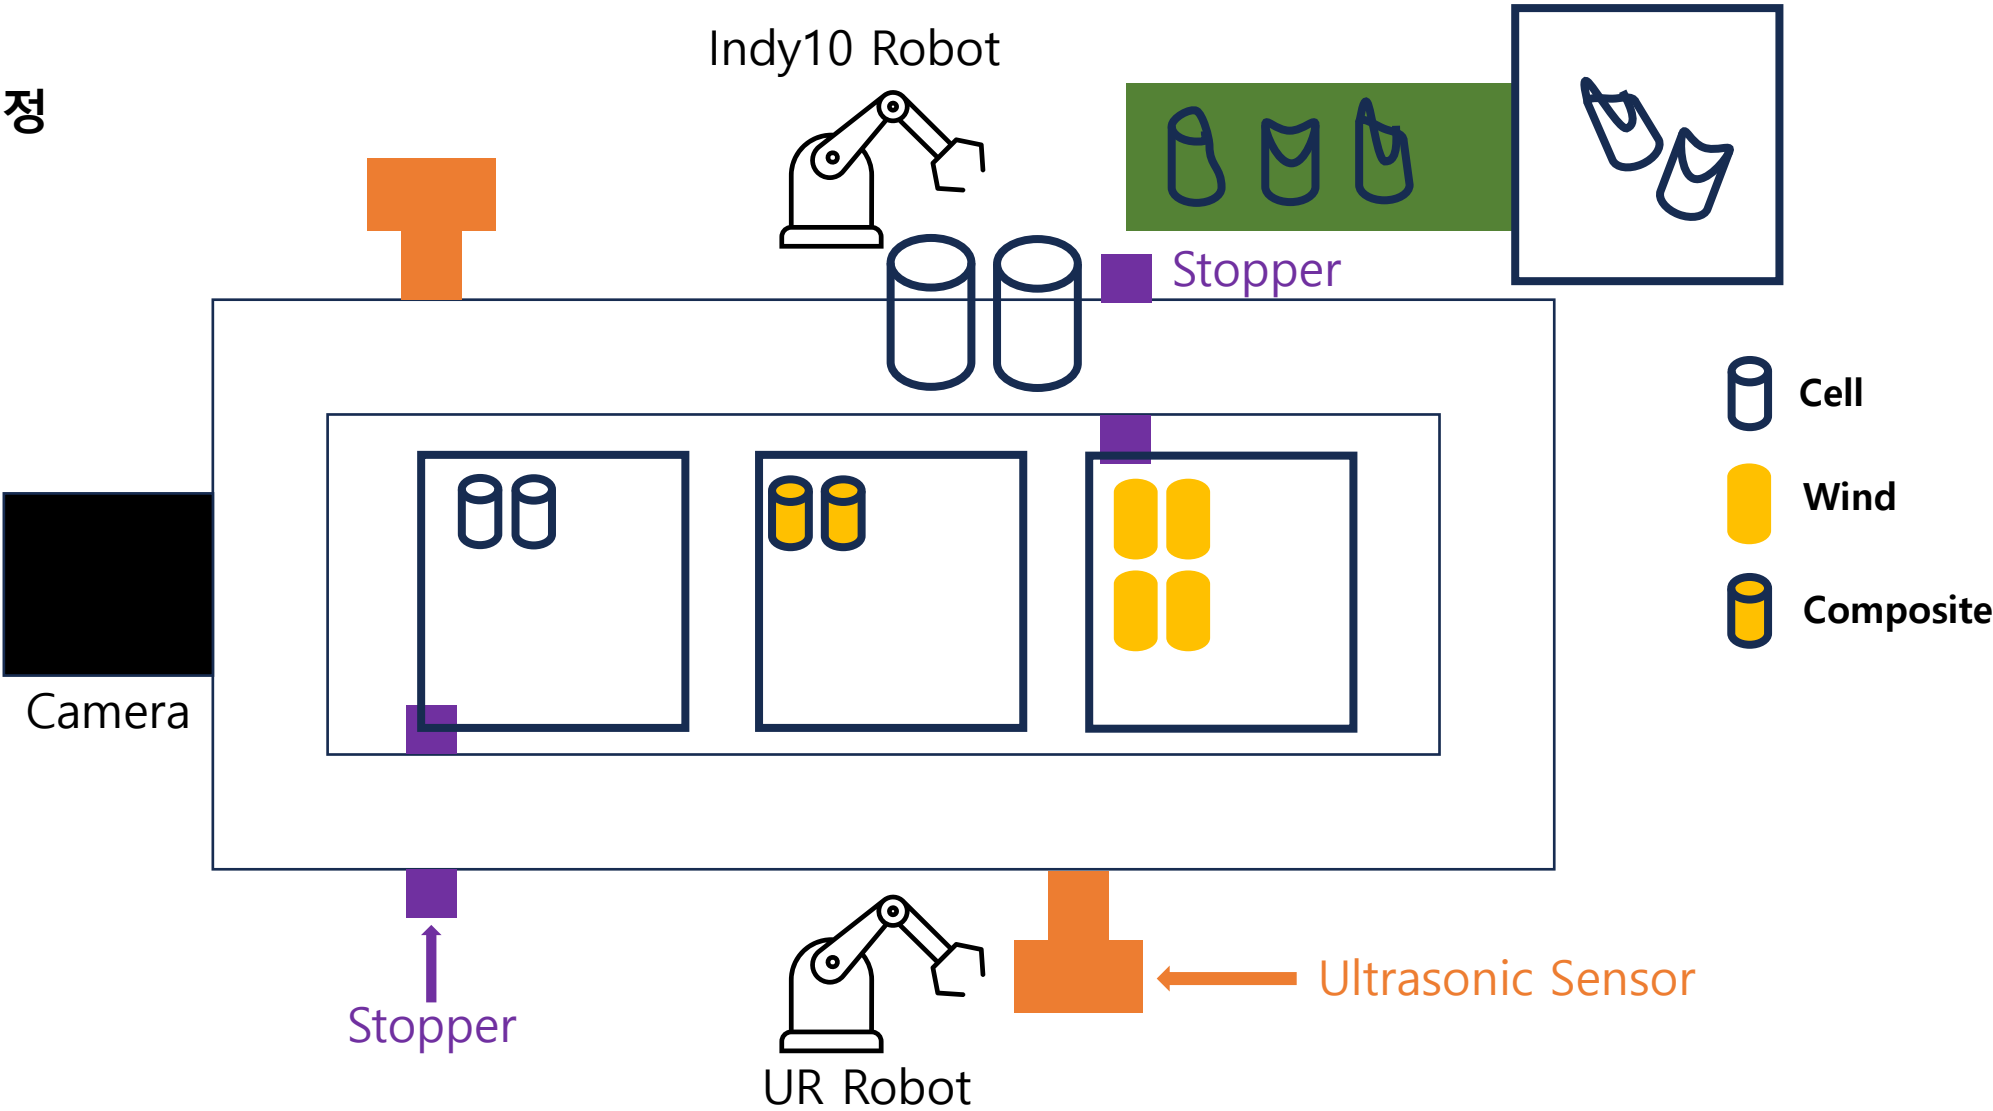 Indy10 Robot
정
Stopper
Cell
Wind
Composite
Camera
Stopper
Ultrasonic Sensor
UR Robot